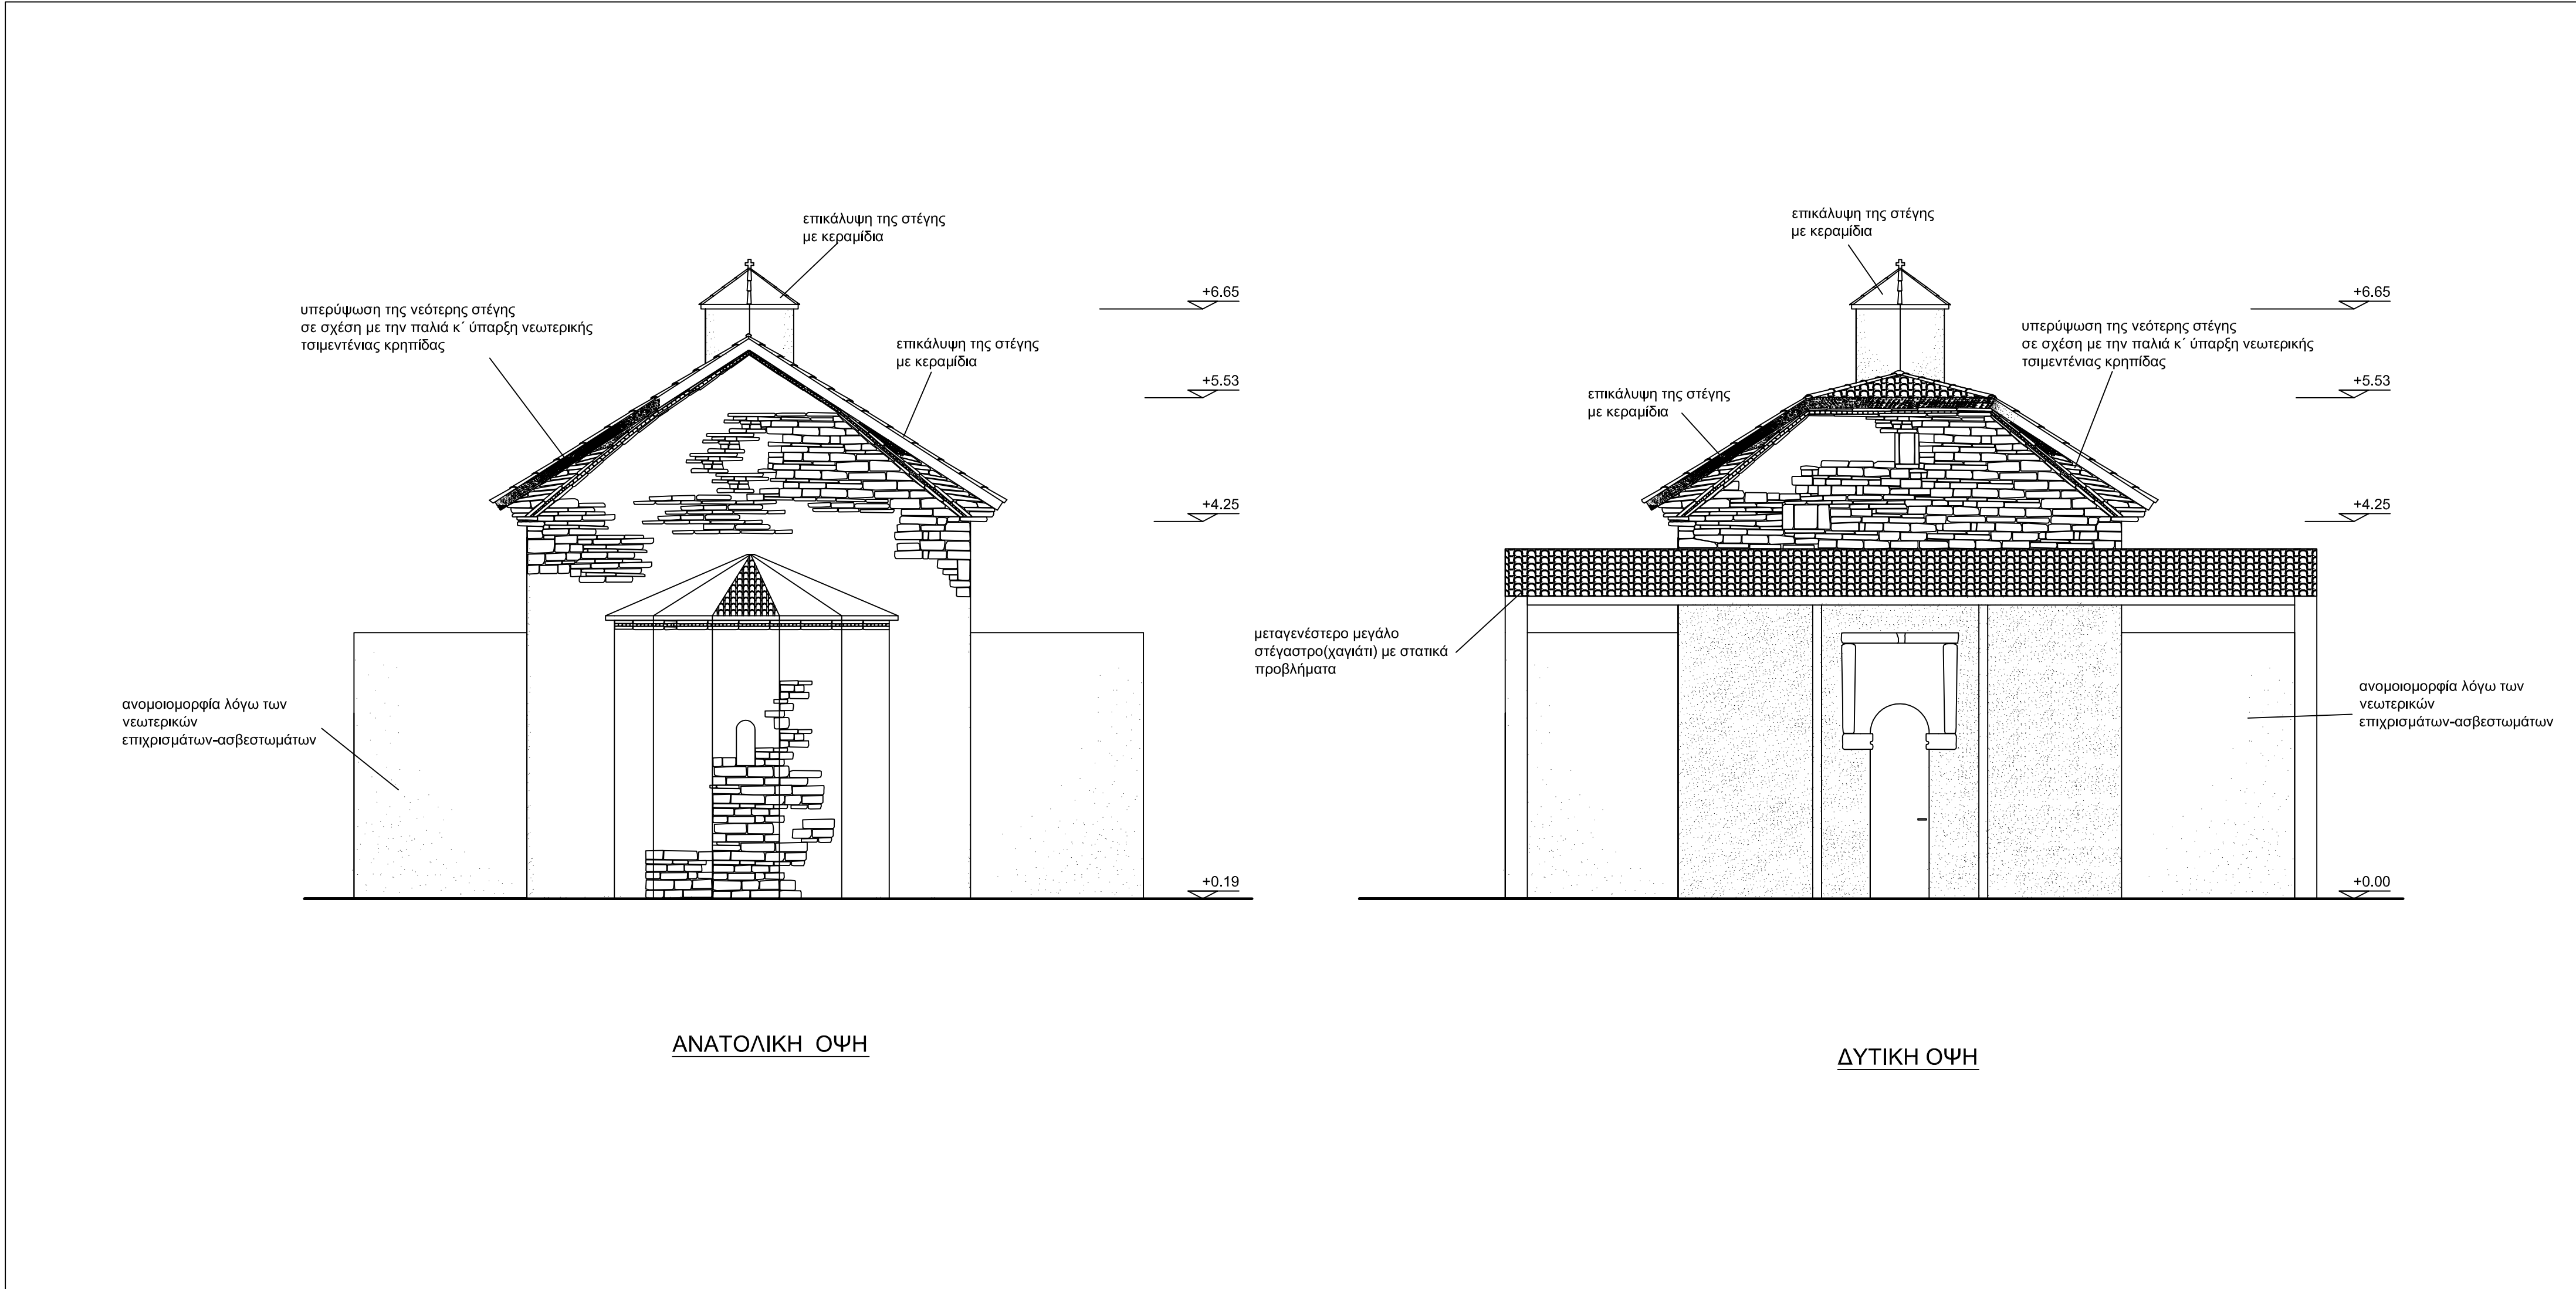 επικάλυψη της στέγης
με κεραμίδια
υπερύψωση της νεότερης στέγης
σε σχέση με την παλιά κ΄ ύπαρξη νεωτερικής
τσιμεντένιας κρηπίδας
επικάλυψη της στέγης
με κεραμίδια
ανομοιομορφία λόγω των
νεωτερικών
επιχρισμάτων-ασβεστωμάτων
+6.65
+5.53
+4.25
+0.19
ΑΝΑΤΟΛΙΚΗ ΟΨΗ
επικάλυψη της στέγης
με κεραμίδια
υπερύψωση της νεότερης στέγης
σε σχέση με την παλιά κ΄ ύπαρξη νεωτερικής
τσιμεντένιας κρηπίδας
επικάλυψη της στέγης
με κεραμίδια
μεταγενέστερο μεγάλο
στέγαστρο(χαγιάτι) με στατικά
προβλήματα
ανομοιομορφία λόγω των
νεωτερικών
επιχρισμάτων-ασβεστωμάτων
+6.65
+5.53
+4.25
+0.00
ΔΥΤΙΚΗ ΟΨΗ